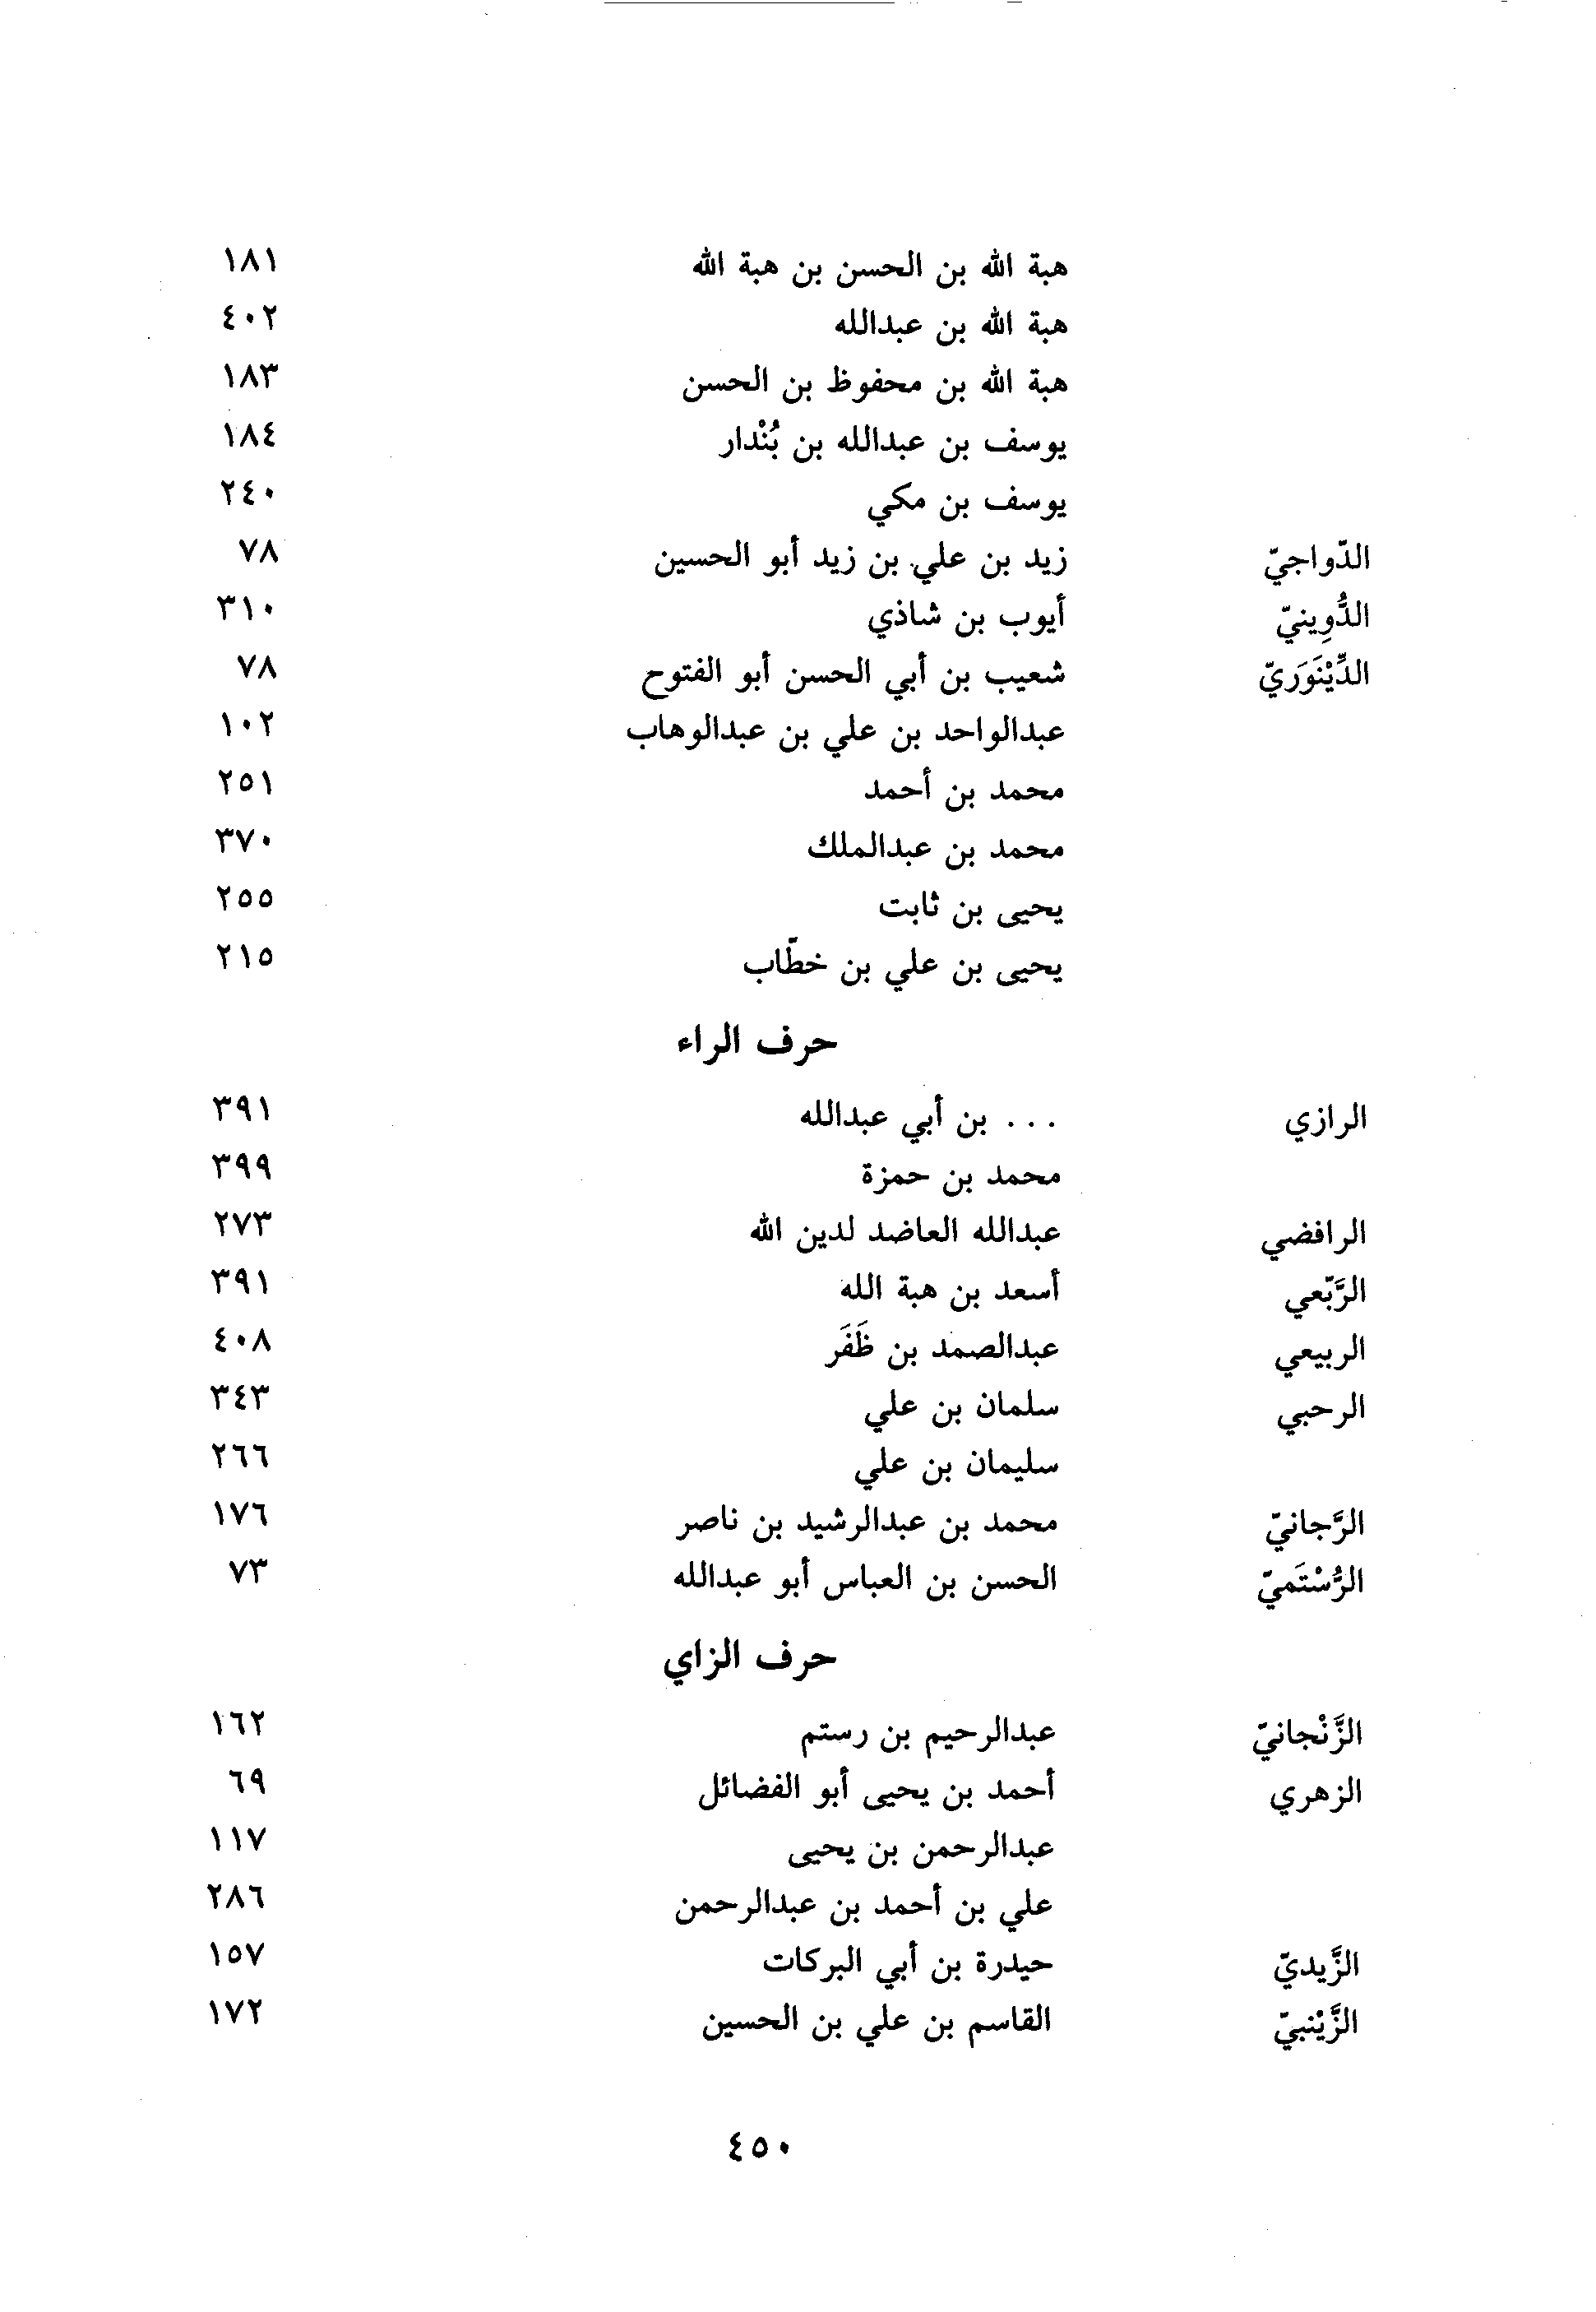 هبة الله بن الحسن بن هبة الله ١٨١
هبة الله بن عبدالله ٤٠٢
هبة الله بن محفوظ بن الحسن ١٨٣
يوسف بن عبدالله بن بُنْدار ١٨٤
يوسف بن مكي ٢٤٠
الدّواجيّ زيد بن علي بن زيد أبو الحسين ٧٨
الدُّوِينيّ أيوب بن شاذي ٣١٠
الدِّيْنَوَريّ شعيب بن أبي الحسن أبو الفتوح ٧٨
عبدالواحد بن علي بن عبدالوهاب ١٠٢
محمد بن أحمد ٢٥١
محمد بن عبدالملك ٣٧٠
يحيى بن ثابت ٢٥٥
يحيى بن علي بن خطّاب ٢١٥
حرف الراء
الرازي . . . بن أبي عبدالله ٣٩١
محمد بن حمزة ٣٩٩
الرافضي عبدالله العاضد لدين الله ٢٧٣
الرَّبّعي أسعد بن هبة الله ٣٩١
الربيعي عبدالصمد بن ظَفَر ٤٠٨
الرحبي سلمان بن علي ٣٤٣
سليمان بن علي ٢٦٦
الرَّجانيّ محمد بن عبدالرشيد بن ناصر ١٧٦
الرُّسْتَميّ الحسن بن العباس أبو عبدالله ٧٣
حرف الزاي
الزَّنْجانيّ عبدالرحيم بن رستم ١٦٢
الزهري أحمد بن يحيى أبو الفضائل ٦٩
عبدالرحمن بن يحيى ١١٧
علي بن أحمد بن عبدالرحمن ٢٨٦
الزَّيديّ حيدرة بن أبي البركات ١٥٧
الزَّيْنبيّ القاسم بن علي بن الحسين ١٧٢
٤٥٠